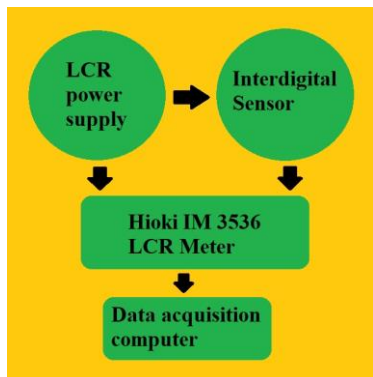 LCR
power
supply
Interdigital
Sensor
Hioki IM 3536
LCR Meter
Data acquisition
computer